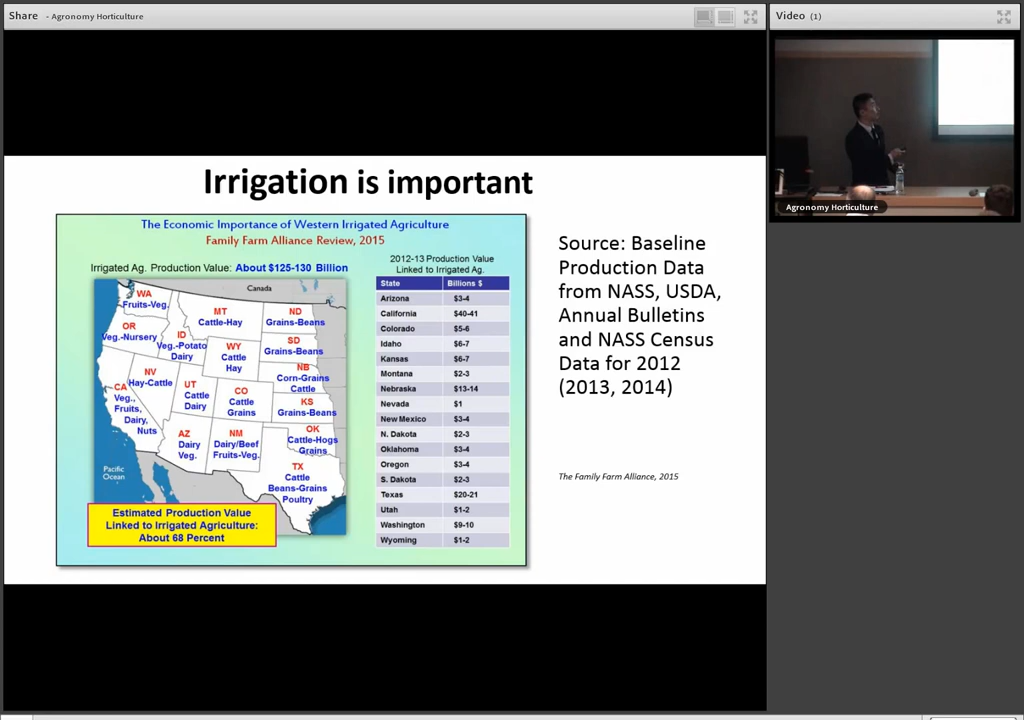 Share - Agronomy Horticulture
Video (1)
Agronomy Horticulture
Irrigation is important
The Economic Importance of Western Irrigated Agriculture
Family Farm Alliance Review, 2015
Irrigated Ag. Production Value: About $125-130 Billion
Canada
WA
Fruits-Veg.
OR
Veg.-Nursery
ID
Veg.-Potato
Dairy
MT
Cattle-Hay
ND
Grains-Beans
SD
Grains-Beans
WY
Cattle
Hay
NB
Corn-Grains
Cattle
NV
Hay-Cattle
UT
Cattle
Dairy
CO
Cattle
Grains
KS
Grains-Beans
CA
Veg.,
Fruits,
Dairy,
Nuts
AZ
Dairy
Veg.
NM
Dairy/Beef
Fruits-Veg.
OK
Cattle-Hogs
Grains
TX
Cattle
Beans-Grains
Poultry
Pacific
Ocean
Estimated Production Value
Linked to Irrigated Agriculture:
About 68 Percent
2012-13 Production Value
Linked to Irrigated Ag.
State Billions $
Arizona $3-4
California $40-41
Colorado $5-6
Idaho $6-7
Kansas $6-7
Montana $2-3
Nebraska $13-14
Nevada $1
New Mexico $3-4
N. Dakota $2-3
Oklahoma $3-4
Oregon $3-4
S. Dakota $2-3
Texas $20-21
Utah $1-2
Washington $9-10
Wyoming $1-2
Source: Baseline
Production Data
from NASS, USDA,
Annual Bulletins
and NASS Census
Data for 2012
(2013, 2014)
The Family Farm Alliance, 2015